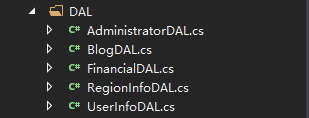 DAL
C# AdministratorDAL.cs
C# BlogDAL.cs
C# FinancialDAL.cs
C# RegionInfoDAL.cs
C# UserInfoDAL.cs